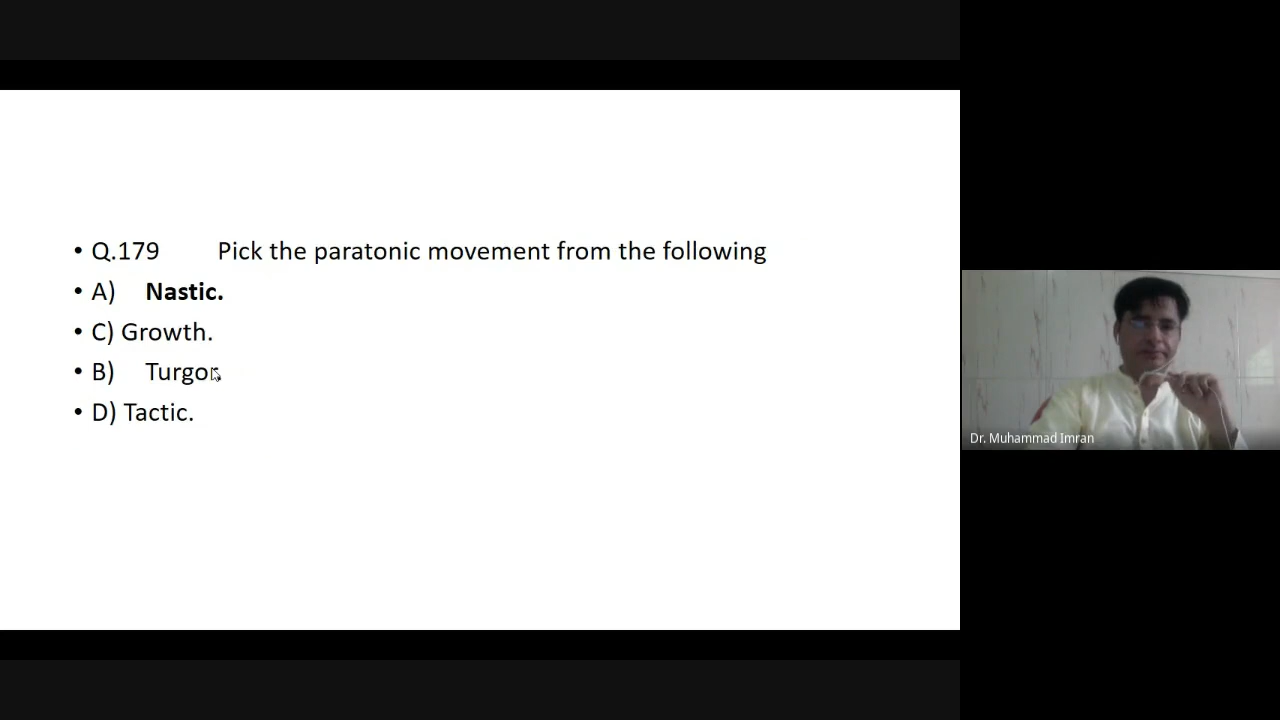 • Q.179 Pick the paratonic movement from the following
• A) Nastic.
• C) Growth.
• B) Turgor.
• D) Tactic.
Dr. Muhammad Imran